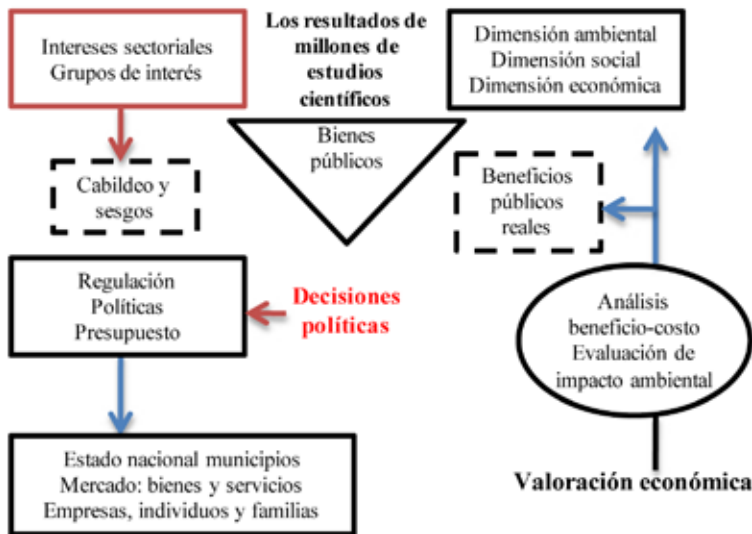 Intereses sectoriales
Grupos de interés
Los resultados de
millones de
estudios
científicos
Dimensión ambiental
Dimensión social
Dimensión económica
Bienes
públicos
Cabildeo y
sesgos
Beneficios
públicos
reales
Regulación
Políticas
Presupuesto
Decisiones
políticas
Análisis
beneficio-costo
Evaluación de
impacto ambiental
Estado nacional municipios
Mercado: bienes y servicios
Empresas, individuos y familias
Valoración económica